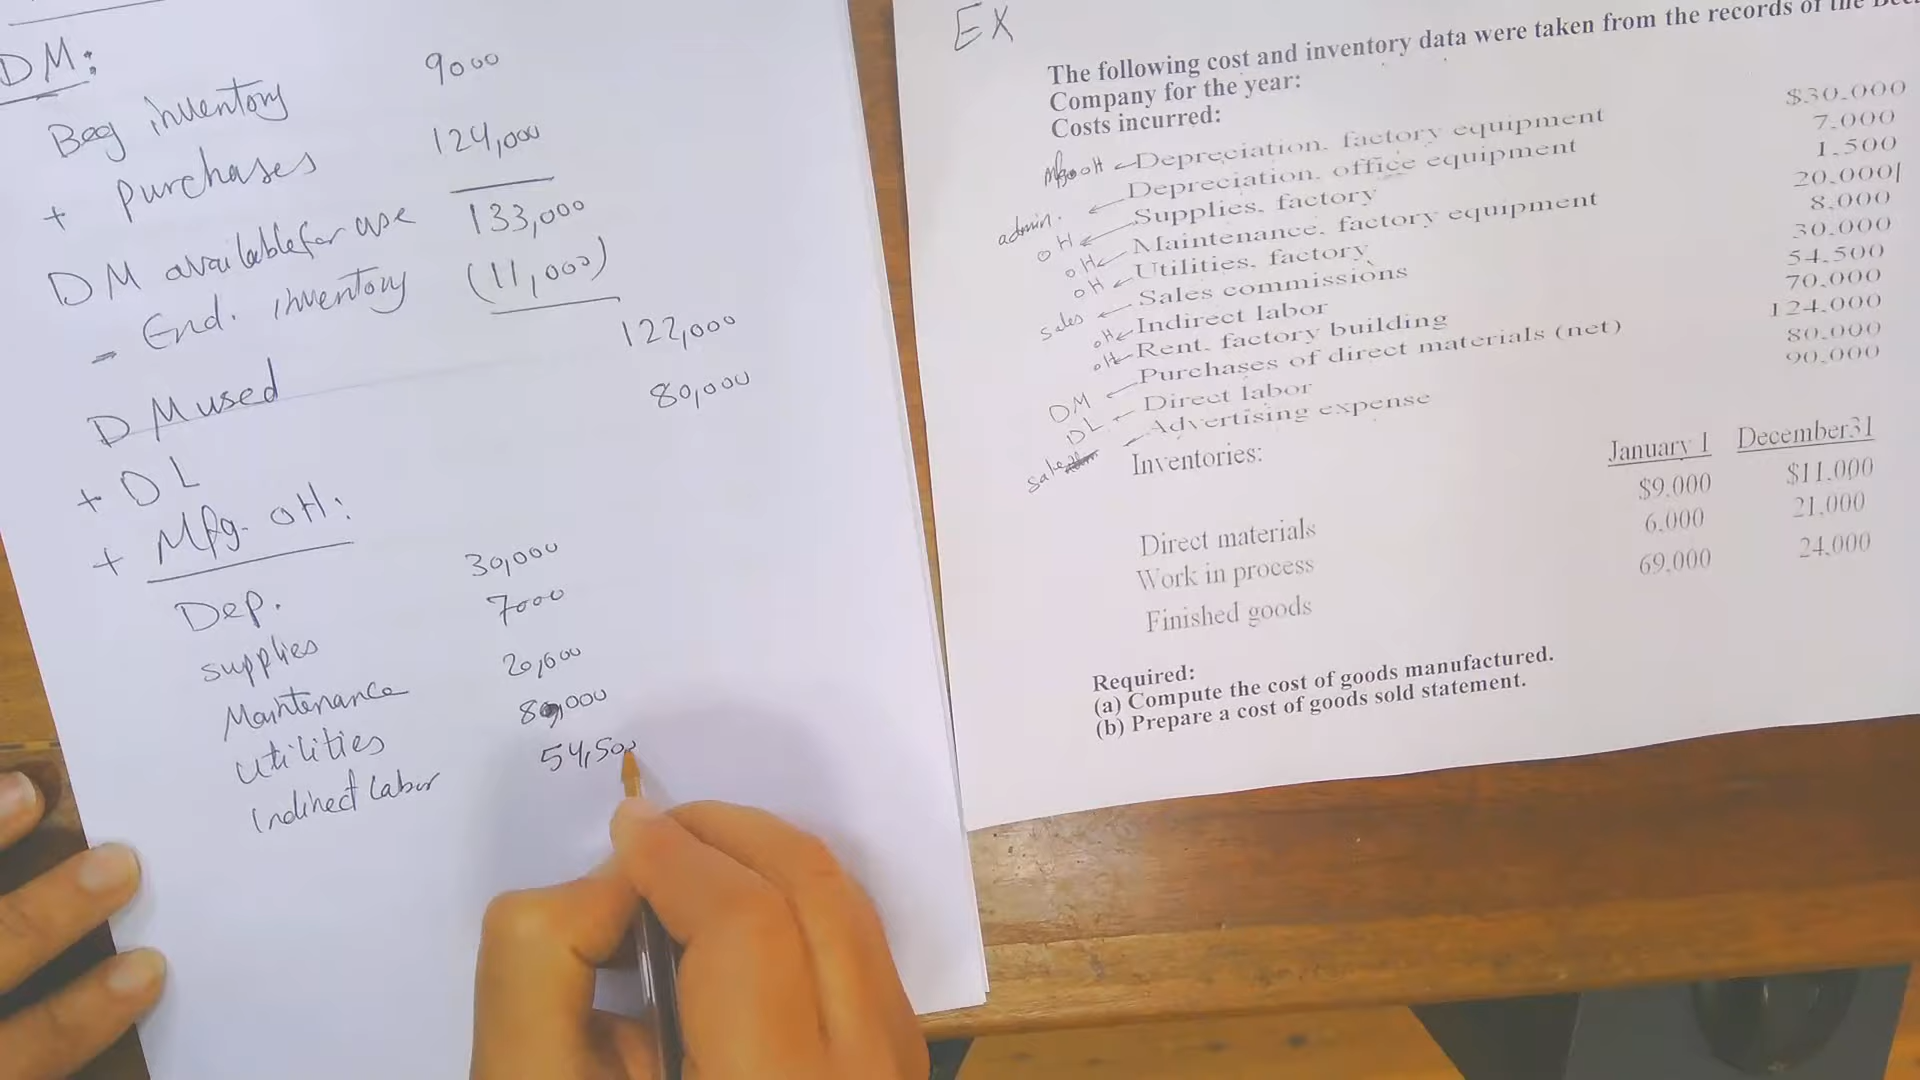 DM:
Beg inventory 9000
+ purchases 124,000
DM available for use 133,000
- End. inventory (11,000)
DM used 122,000
+ DL 80,000
+ Mfg. OH:
Dep. 30,000
supplies 7000
Maintenance 20,000
utilities 8,000
Indirect Labor 54,500
EX
The following cost and inventory data were taken from the records of the
Company for the year:
Costs incurred:
Mfg OH Depreciation, factory equipment $30.000
admin. Depreciation, office equipment 7.000
OH Supplies, factory 1.500
OH Maintenance, factory equipment 20.000
OH Utilities, factory 8.000
sales Sales commissions 30.000
OH Indirect labor 54.500
OH Rent, factory building 70.000
DM Purchases of direct materials (net) 124.000
DL Direct labor 80.000
sales Advertising expense 90.000
Inventories: January 1 December31
Direct materials $9.000 $11.000
Work in process 6.000 21.000
Finished goods 69.000 24.000
Required:
(a) Compute the cost of goods manufactured.
(b) Prepare a cost of goods sold statement.